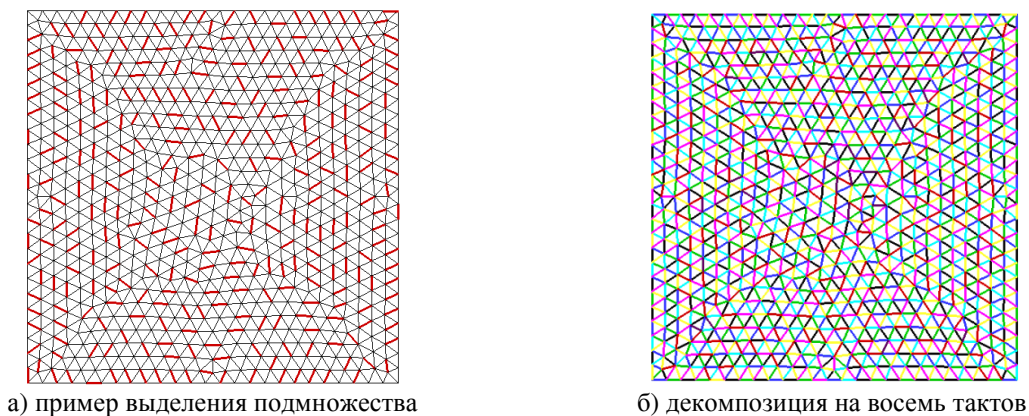 а) пример выделения подмножества
б) декомпозиция на восемь тактов